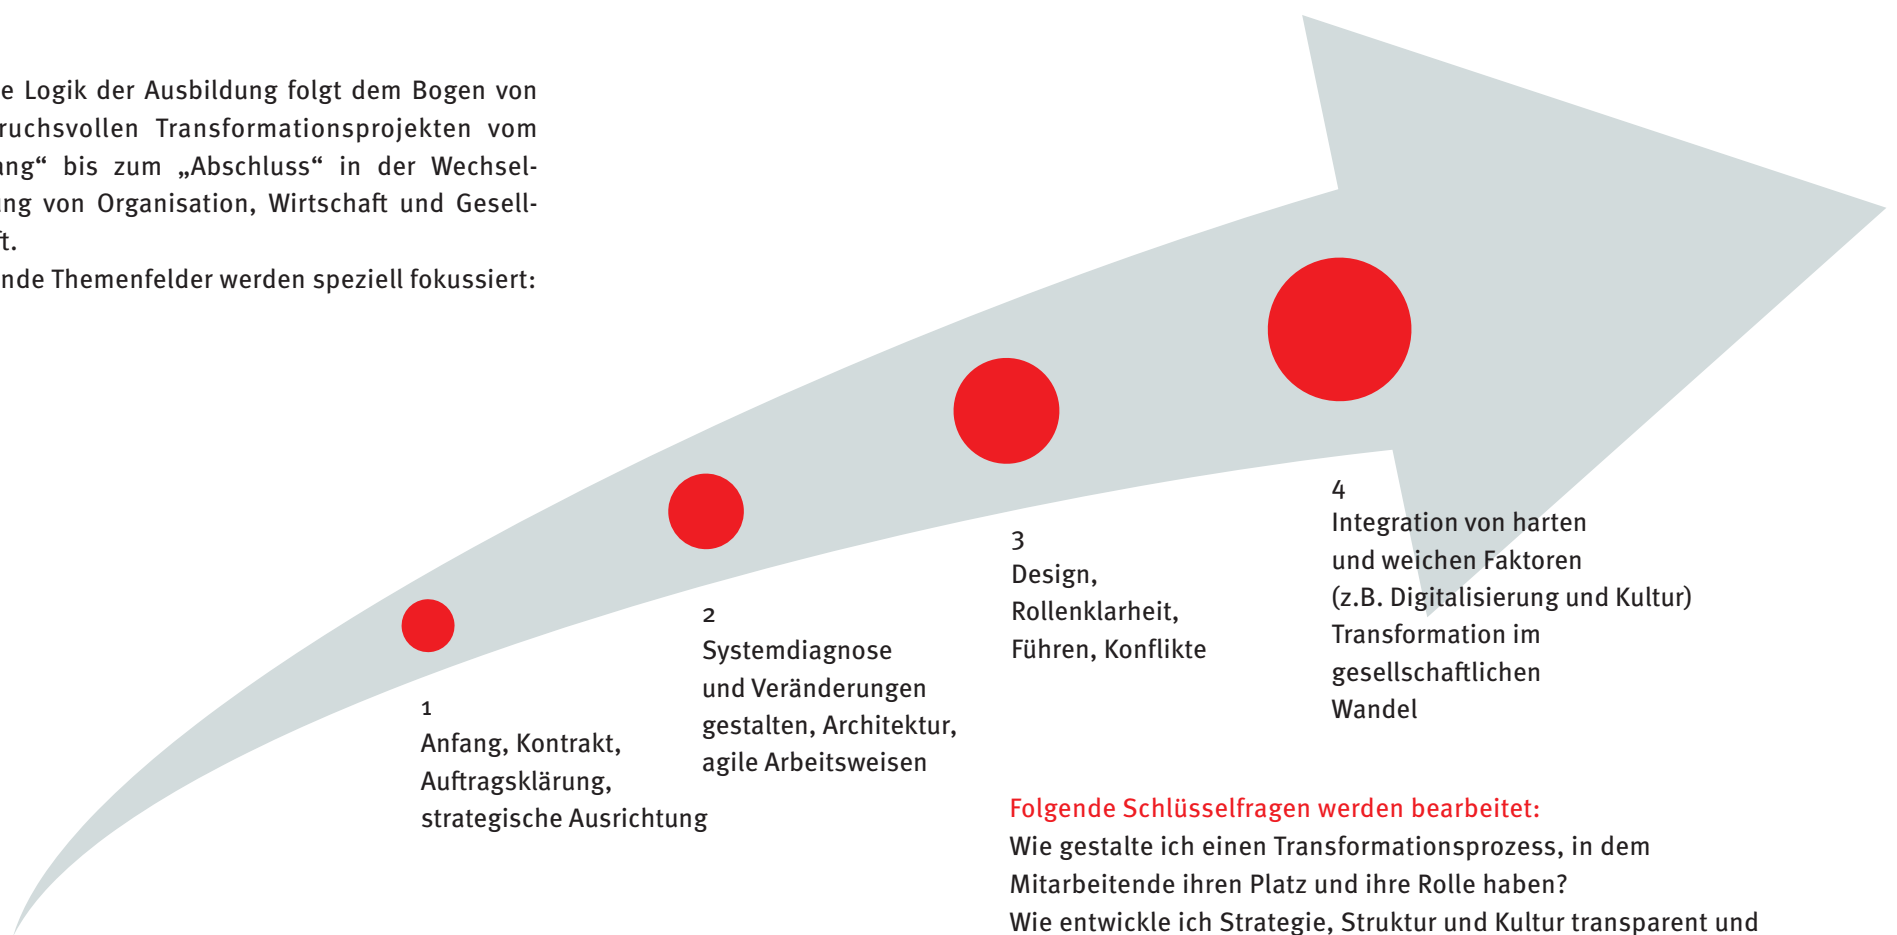 e Logik der Ausbildung folgt dem Bogen von
ruchsvollen Transformationsprojekten vom
ang“ bis zum „Abschluss“ in der Wechsel-
ung von Organisation, Wirtschaft und Gesell-
ft.
nde Themenfelder werden speziell fokussiert:
1
Anfang, Kontrakt,
Auftragsklärung,
strategische Ausrichtung
2
Systemdiagnose
und Veränderungen
gestalten, Architektur,
agile Arbeitsweisen
3
Design,
Rollenklarheit,
Führen, Konflikte
4
Integration von harten
und weichen Faktoren
(z.B. Digitalisierung und Kultur)
Transformation im
gesellschaftlichen
Wandel
Folgende Schlüsselfragen werden bearbeitet:
Wie gestalte ich einen Transformationsprozess, in dem
Mitarbeitende ihren Platz und ihre Rolle haben?
Wie entwickle ich Strategie, Struktur und Kultur transparent und